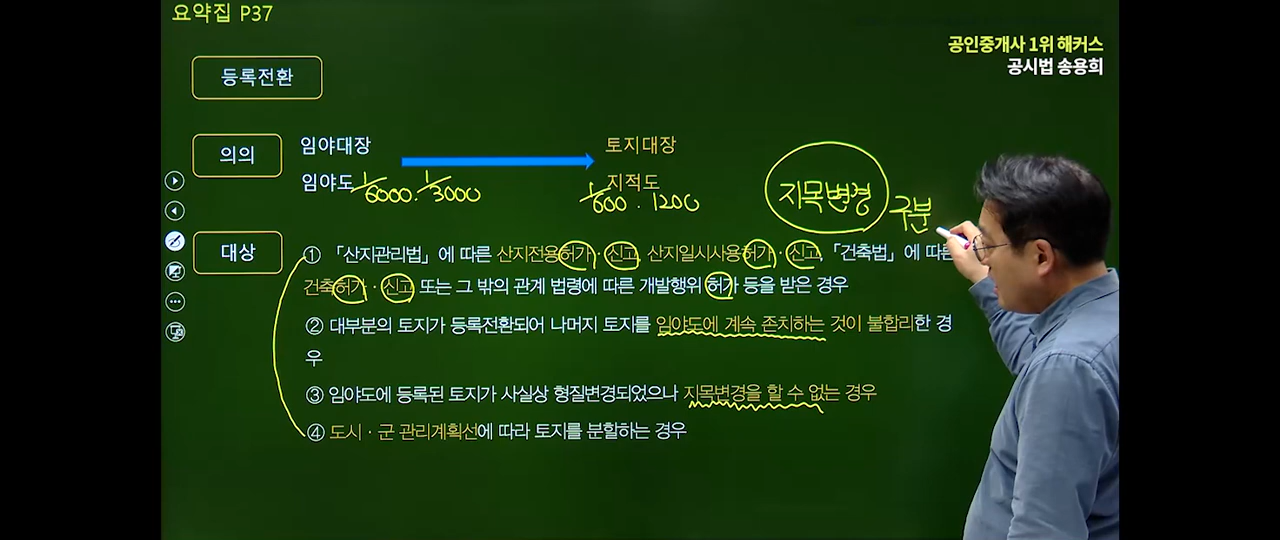 요약집 P37
공인중개사 1위 해커스
공시법 송용희
등록전환
의의
임야대장
토지대장
임야도 1/6000 · 1/3000
지적도
1/600 · 1200
지목변경 구분
대상
① 「산지관리법」에 따른 산지전용허가 · 신고, 산지일시사용허가 · 신고, 「건축법」에 따른
건축허가 · 신고 또는 그 밖의 관계 법령에 따른 개발행위 허가 등을 받은 경우
② 대부분의 토지가 등록전환되어 나머지 토지를 임야도에 계속 존치하는 것이 불합리한 경
우
③ 임야도에 등록된 토지가 사실상 형질변경되었으나 지목변경을 할 수 없는 경우
④ 도시 · 군 관리계획선에 따라 토지를 분할하는 경우